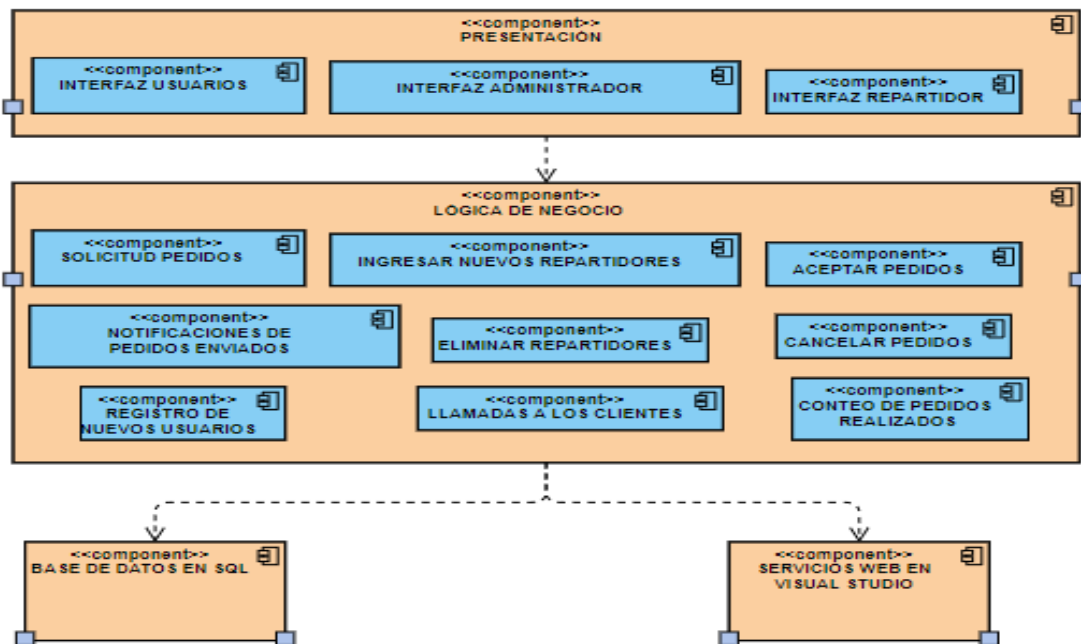 <<component>>
PRESENTACIÓN
<<component>>
INTERFAZ USUARIOS
<<component>>
INTERFAZ ADMINISTRADOR
<<component>>
INTERFAZ REPARTIDOR
<<component>>
LÓGICA DE NEGOCIO
<<component>>
SOLICITUD PEDIDOS
<<component>>
INGRESAR NUEVOS REPARTIDORES
<<component>>
ACEPTAR PEDIDOS
<<component>>
NOTIFICACIONES DE
PEDIDOS ENVIADOS
<<component>>
ELIMINAR REPARTIDORES
<<component>>
CANCELAR PEDIDOS
<<component>>
REGISTRO DE
NUEVOS USUARIOS
<<component>>
LLAMADAS A LOS CLIENTES
<<component>>
CONTEO DE PEDIDOS
REALIZADOS
<<component>>
BASE DE DATOS EN SQL
<<component>>
SERVICIOS WEB EN
VISUAL STUDIO